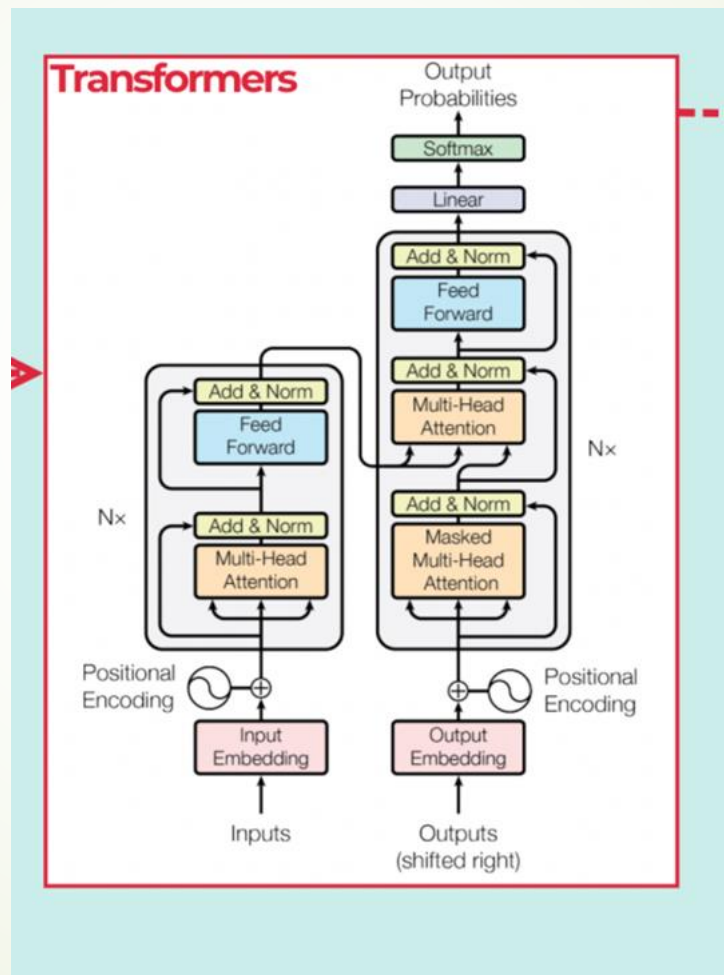 Transformers
Output
Probabilities
Softmax
Linear
Add & Norm
Feed
Forward
Add & Norm
Multi-Head
Attention
Add & Norm
Masked
Multi-Head
Attention
Nx
Positional
Encoding
Output
Embedding
Outputs
(shifted right)
Add & Norm
Feed
Forward
Add & Norm
Multi-Head
Attention
Nx
Positional
Encoding
Input
Embedding
Inputs